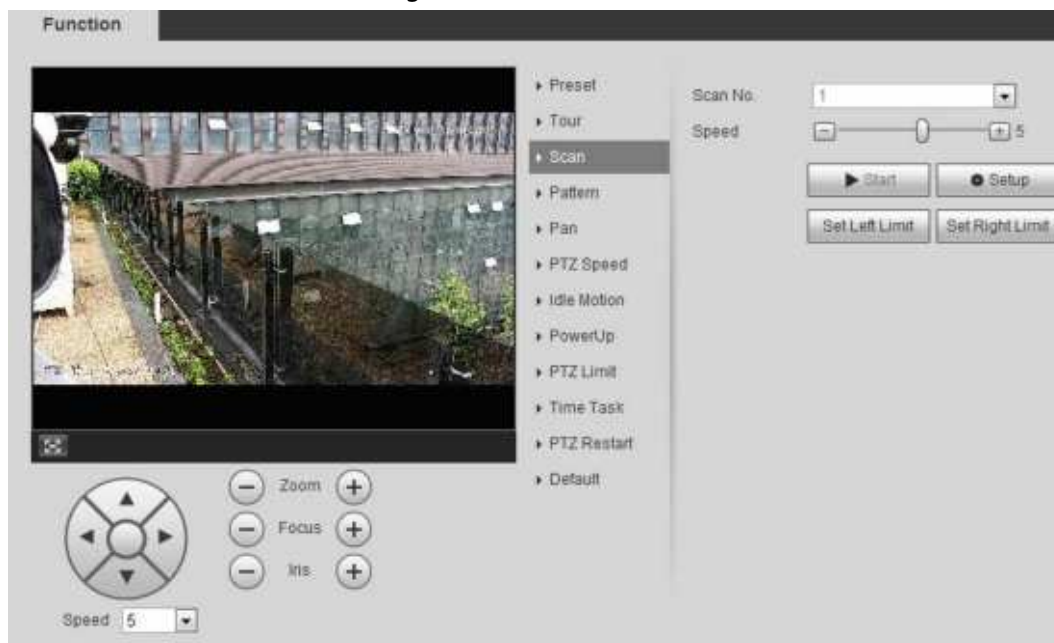 Function
Preset
Tour
Scan
Pattern
Pan
PTZ Speed
Idle Motion
PowerUp
PTZ Limit
Time Task
PTZ Restart
Default
Scan No. 1
Speed 5
Start Setup
Set Left Limit Set Right Limit
Zoom
Focus
Iris
Speed 5